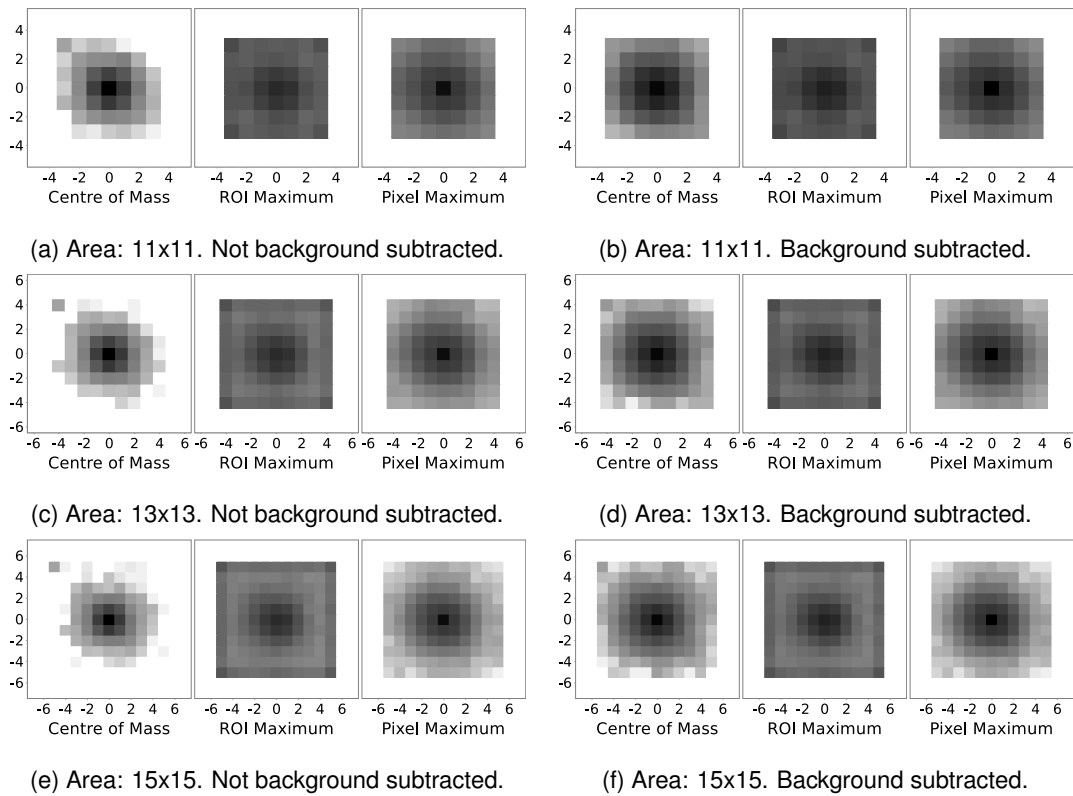 4
2
0
-2
-4
-4 -2 0 2 4
Centre of Mass
-4 -2 0 2 4
ROI Maximum
-4 -2 0 2 4
Pixel Maximum
(a) Area: 11x11. Not background subtracted.
4
2
0
-2
-4
-4 -2 0 2 4
Centre of Mass
-4 -2 0 2 4
ROI Maximum
-4 -2 0 2 4
Pixel Maximum
(b) Area: 11x11. Background subtracted.
6
4
2
0
-2
-4
-6
-6 -4 -2 0 2 4 6
Centre of Mass
-6 -4 -2 0 2 4 6
ROI Maximum
-6 -4 -2 0 2 4 6
Pixel Maximum
(c) Area: 13x13. Not background subtracted.
6
4
2
0
-2
-4
-6
-6 -4 -2 0 2 4 6
Centre of Mass
-6 -4 -2 0 2 4 6
ROI Maximum
-6 -4 -2 0 2 4 6
Pixel Maximum
(d) Area: 13x13. Background subtracted.
6
4
2
0
-2
-4
-6
-6 -4 -2 0 2 4 6
Centre of Mass
-6 -4 -2 0 2 4 6
ROI Maximum
-6 -4 -2 0 2 4 6
Pixel Maximum
(e) Area: 15x15. Not background subtracted.
6
4
2
0
-2
-4
-6
-6 -4 -2 0 2 4 6
Centre of Mass
-6 -4 -2 0 2 4 6
ROI Maximum
-6 -4 -2 0 2 4 6
Pixel Maximum
(f) Area: 15x15. Background subtracted.